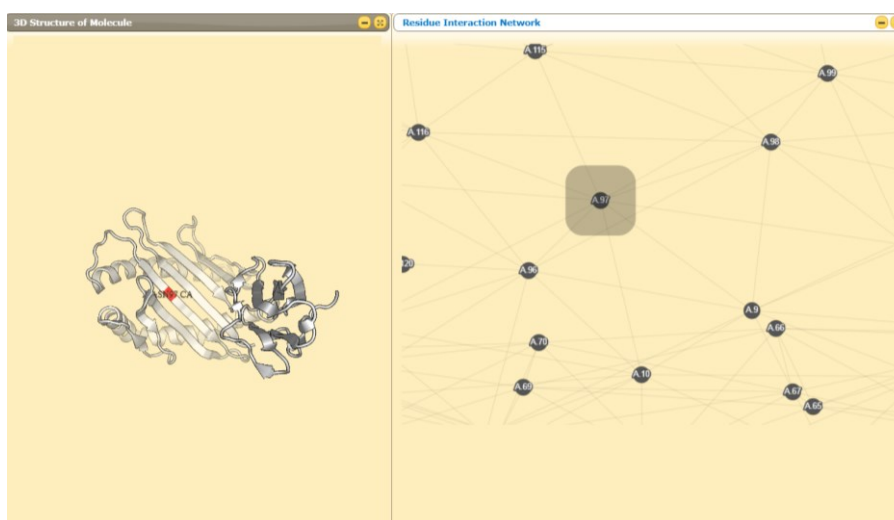 3D Structure of Molecule
Residue Interaction Network
A.115
A.99
A.116
A.98
A.97
A.96
A.9
A.66
A.70
A.10
A.69
A.67
A.65